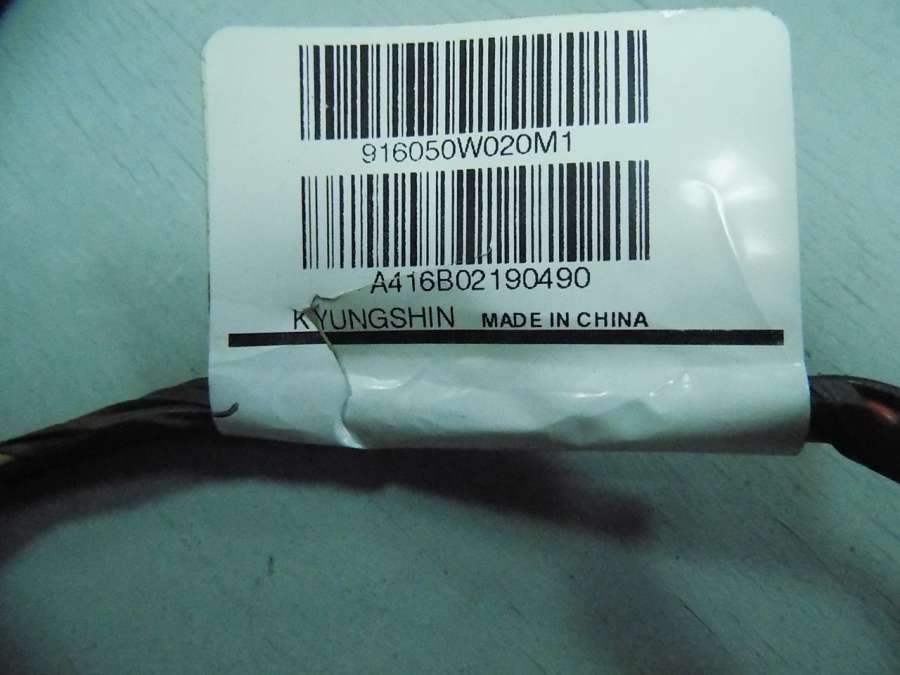 916050W020M1
A416B02190490
KYUNGSHIN MADE IN CHINA